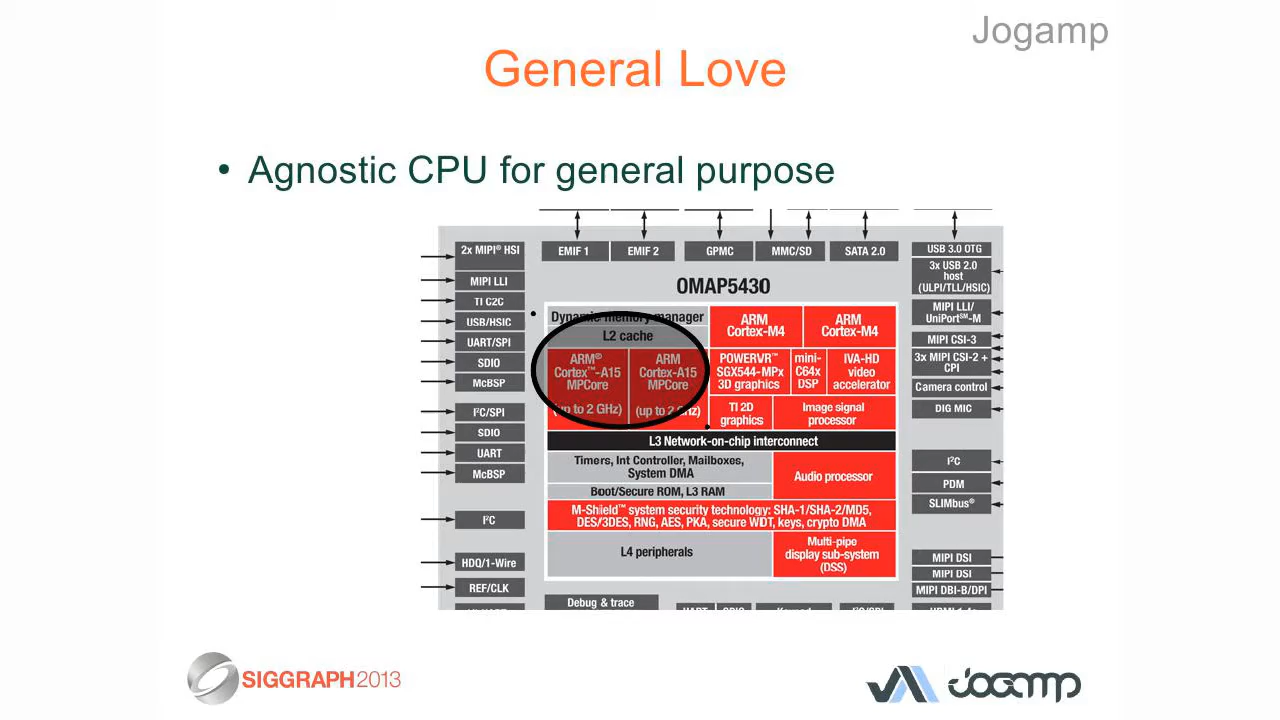 Jogamp
General Love
• Agnostic CPU for general purpose
EMIF 1
EMIF 2
GPMC
MMC/SD
SATA 2.0
2x MIPI® HSI
MIPI LLI
TI C2C
USB/HSIC
UART/SPI
SDIO
McBSP
I²C/SPI
SDIO
UART
McBSP
I²C
HDQ/1-Wire
REF/CLK
OMAP5430
Dynamic memory manager
L2 cache
ARM®
Cortex™-A15
MPCore
(up to 2 GHz)
ARM
Cortex-A15
MPCore
(up to 2 GHz)
ARM
Cortex-M4
ARM
Cortex-M4
POWERVR™
SGX544-MPx
3D graphics
mini-
C64x
DSP
IVA-HD
video
accelerator
TI 2D
graphics
Image signal
processor
L3 Network-on-chip interconnect
Timers, Int Controller, Mailboxes,
System DMA
Boot/Secure ROM, L3 RAM
Audio processor
M-Shield™ system security technology: SHA-1/SHA-2/MD5,
DES/3DES, RNG, AES, PKA, secure WDT, keys, crypto DMA
L4 peripherals
Multi-pipe
display sub-system
(DSS)
USB 3.0 OTG
3x USB 2.0
host
(ULPI/TLL/HSIC)
MIPI LLI/
UniPort℠-M
MIPI CSI-3
3x MIPI CSI-2 +
CPI
Camera control
DIG MIC
I²C
PDM
SLIMbus®
MIPI DSI
MIPI DSI
MIPI DBI-B/DPI
Debug & trace
SIGGRAPH2013
JOGAMP